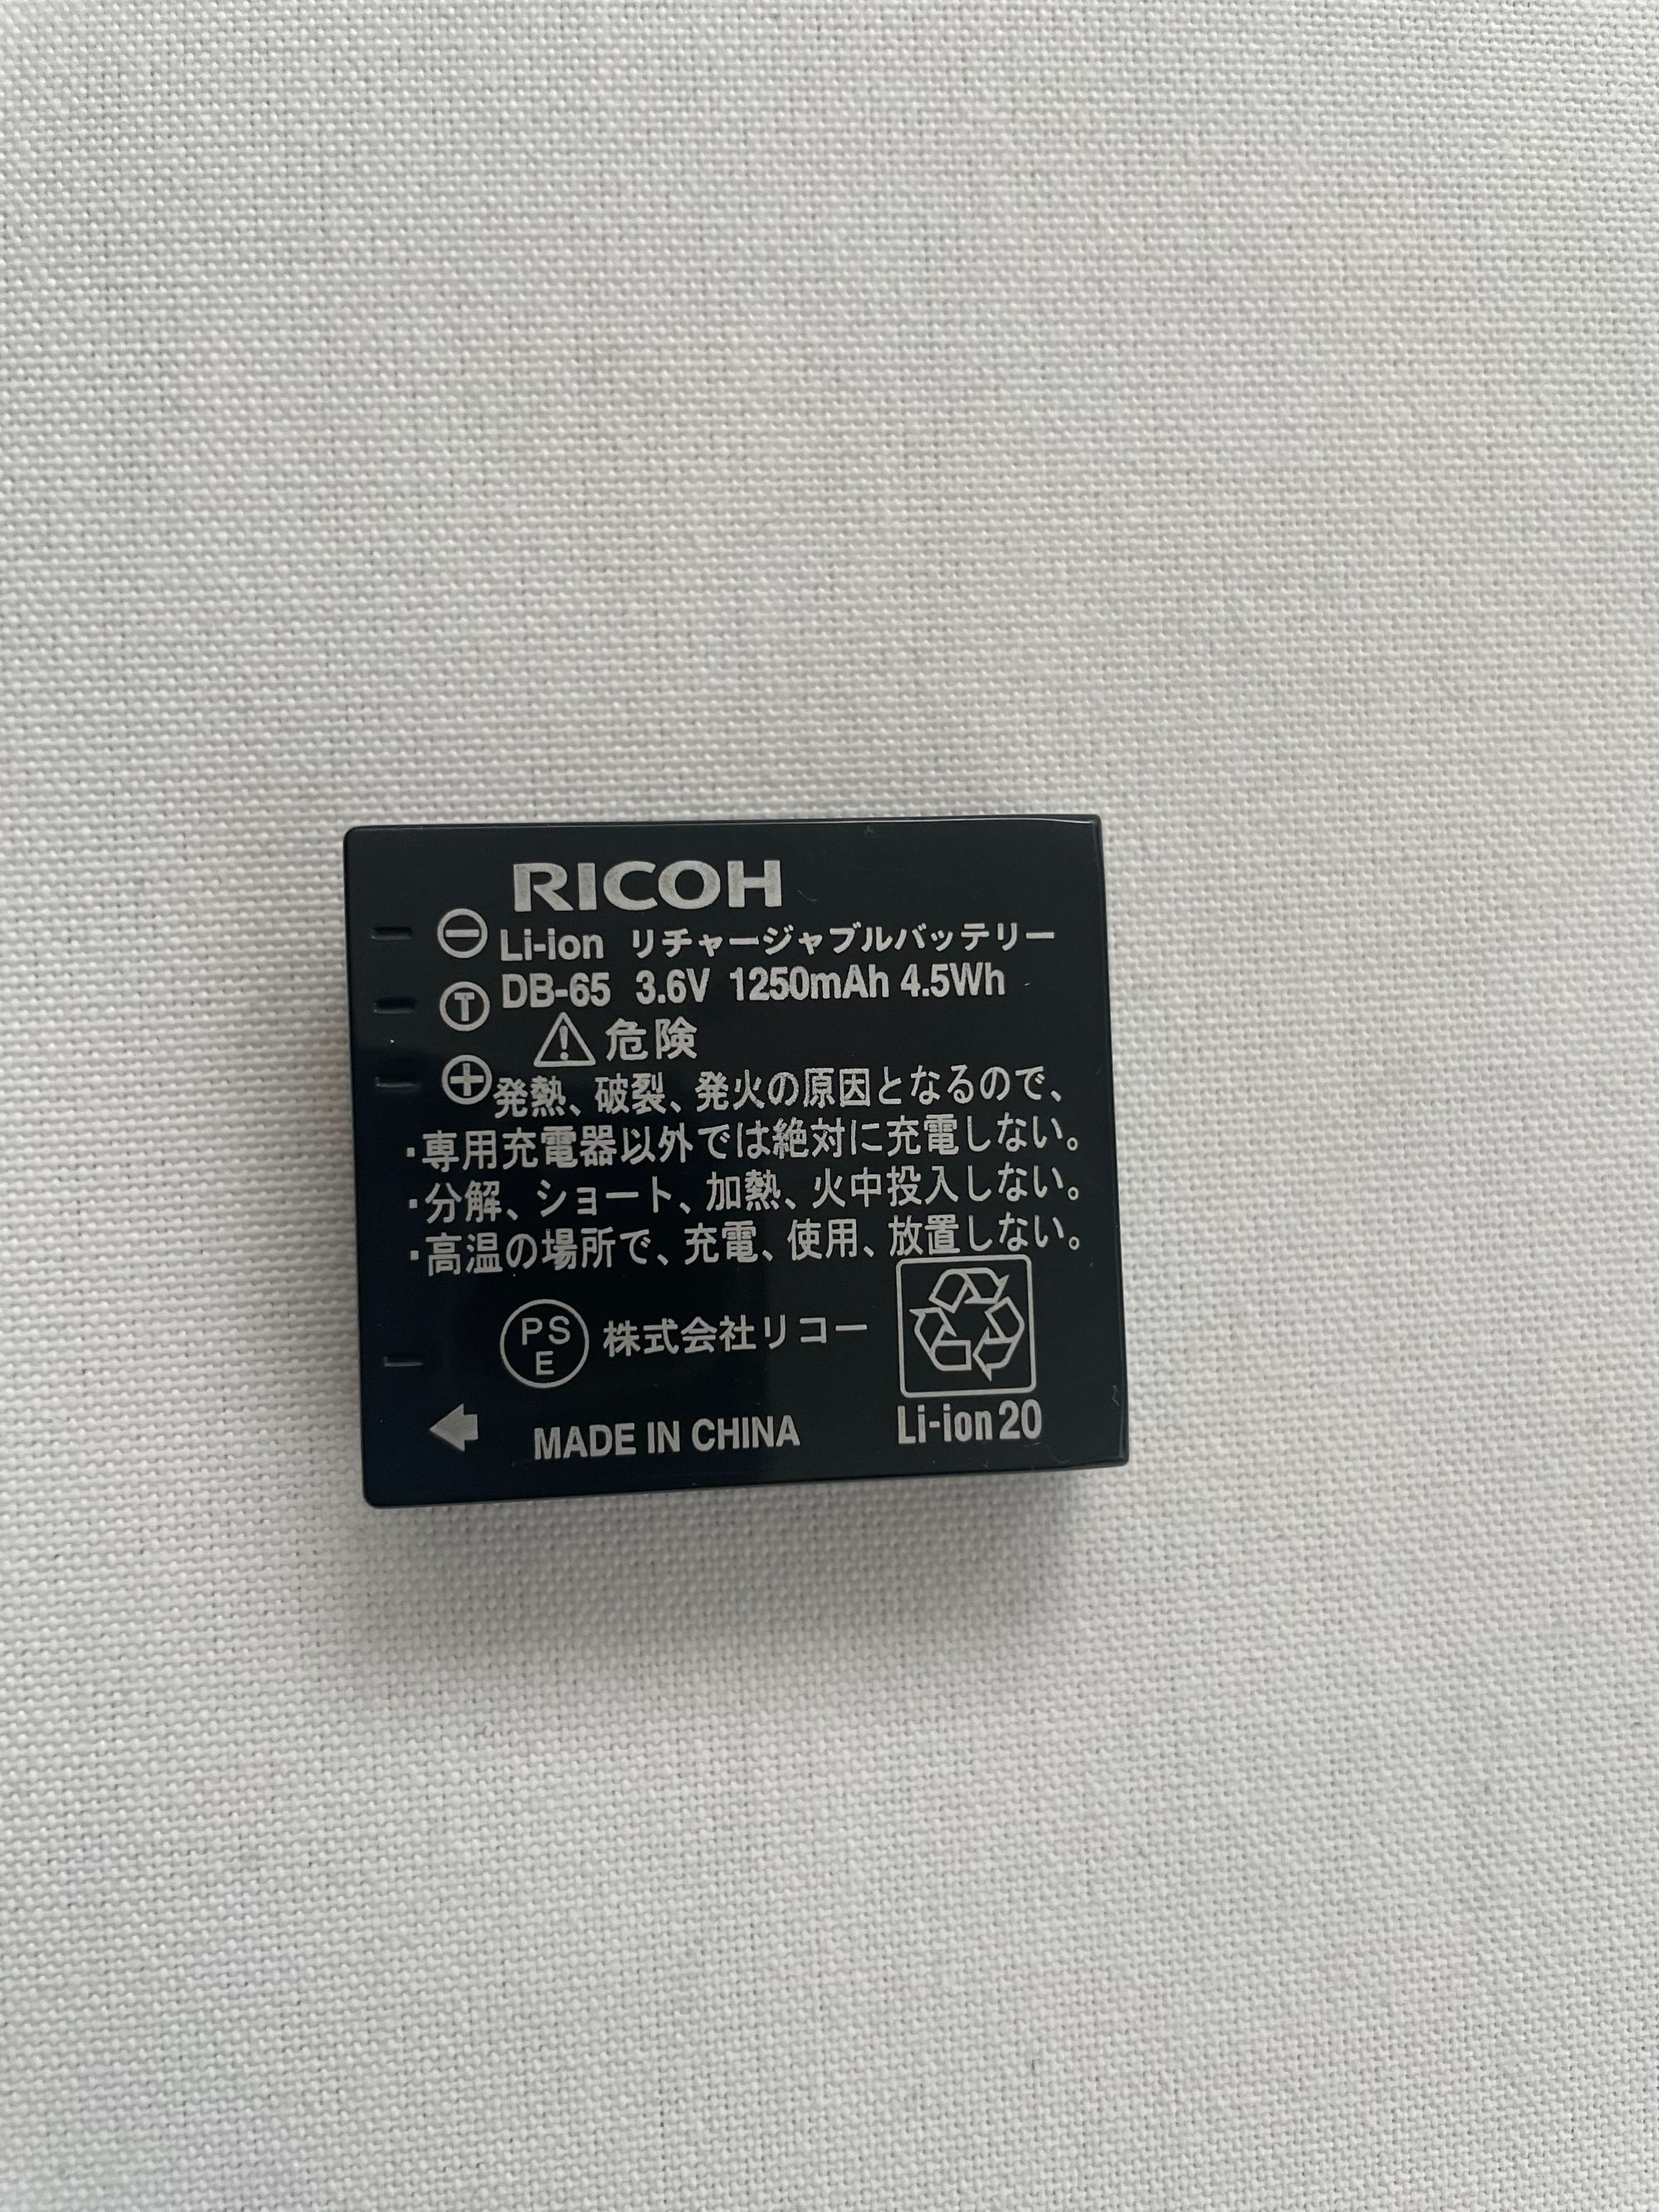 RICOH
⊖ Li-ion リチャージャブルバッテリー
Ⓣ DB-65 3.6V 1250mAh 4.5Wh
⚠ 危険
⊕ 発熱、破裂、発火の原因となるので、
・専用充電器以外では絶対に充電しない。
・分解、ショート、加熱、火中投入しない。
・高温の場所で、充電、使用、放置しない。
PS
E
株式会社リコー
MADE IN CHINA
Li-ion20